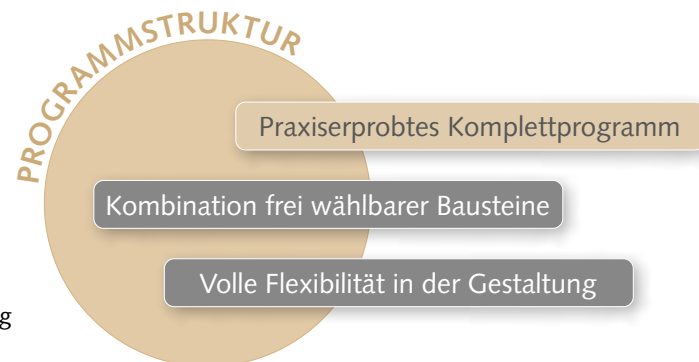 PROGRAMMSTRUKTUR
Praxiserprobtes Komplettprogramm
Kombination frei wählbarer Bausteine
Volle Flexibilität in der Gestaltung
g